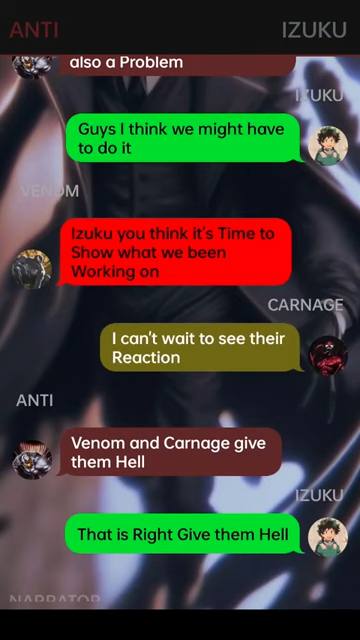 ANTI IZUKU
also a Problem
IZUKU
Guys I think we might have
to do it
VENOM
Izuku you think it's Time to
Show what we been
Working on
CARNAGE
I can't wait to see their
Reaction
ANTI
Venom and Carnage give
them Hell
IZUKU
That is Right Give them Hell
NARRATOR